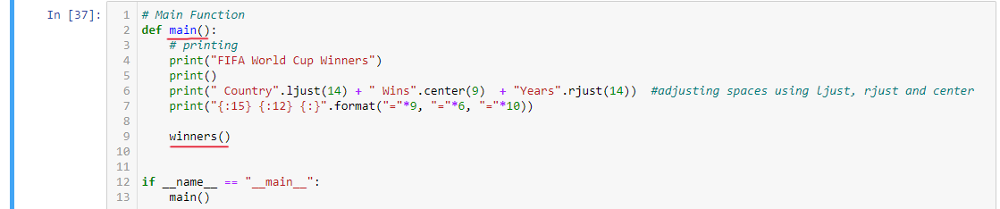 In [37]:
1 # Main Function
2 def main():
3     # printing
4     print("FIFA World Cup Winners")
5     print()
6     print(" Country".ljust(14) + " Wins".center(9)  + "Years".rjust(14))  #adjusting spaces using ljust, rjust and center
7     print("{:15} {:12} {:}".format("="*9, "="*6, "="*10))
8
9     winners()
10
11
12 if __name__ == "__main__":
13     main()